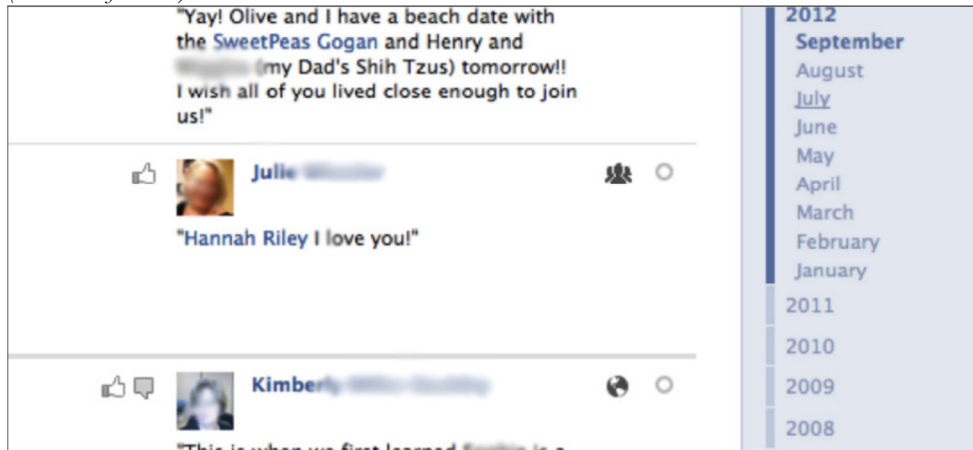 "Yay! Olive and I have a beach date with
the SweetPeas Gogan and Henry and
(my Dad's Shih Tzus) tomorrow!!
I wish all of you lived close enough to join
us!"
Julie
"Hannah Riley I love you!"
Kimberly
"This is when we first learned is a
2012
September
August
July
June
May
April
March
February
January
2011
2010
2009
2008